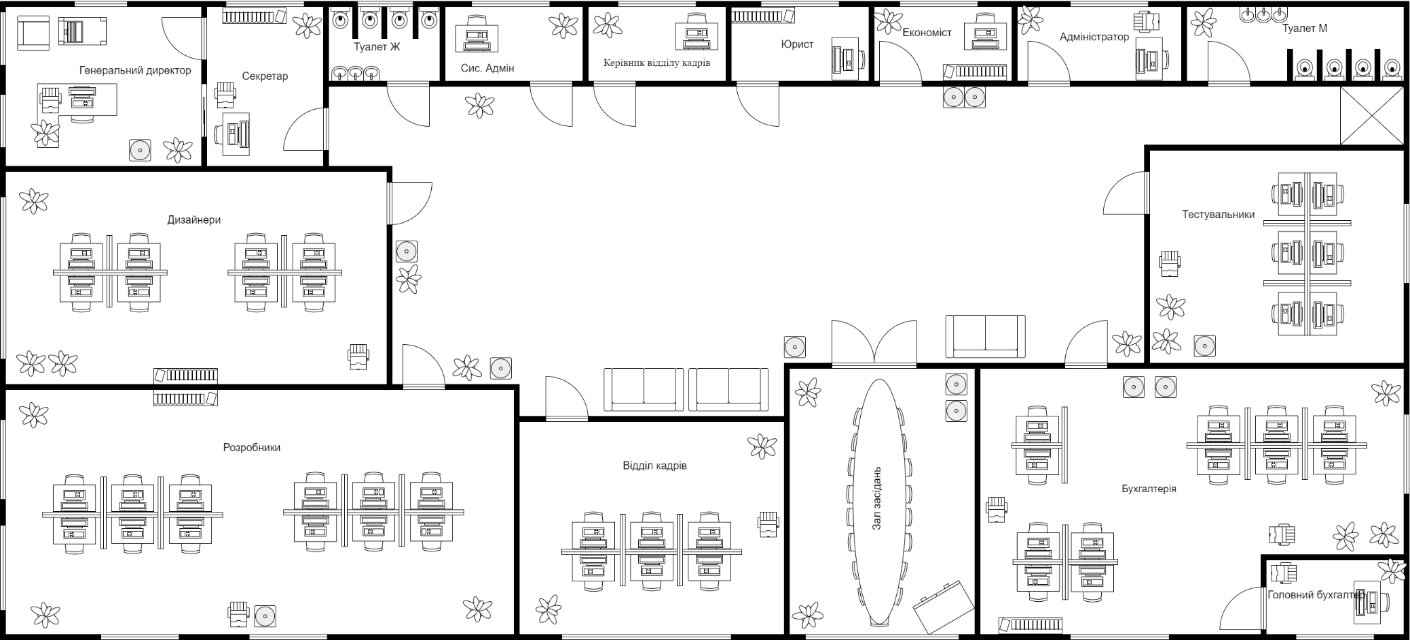 Генеральний директор
Секретар
Туалет Ж
Сис. Адмін
Керівник відділу кадрів
Юрист
Економіст
Адміністратор
Туалет М
Дизайнери
Тестувальники
Розробники
Відділ кадрів
Зал засідань
Бухгалтерія
Головний бухгалтер